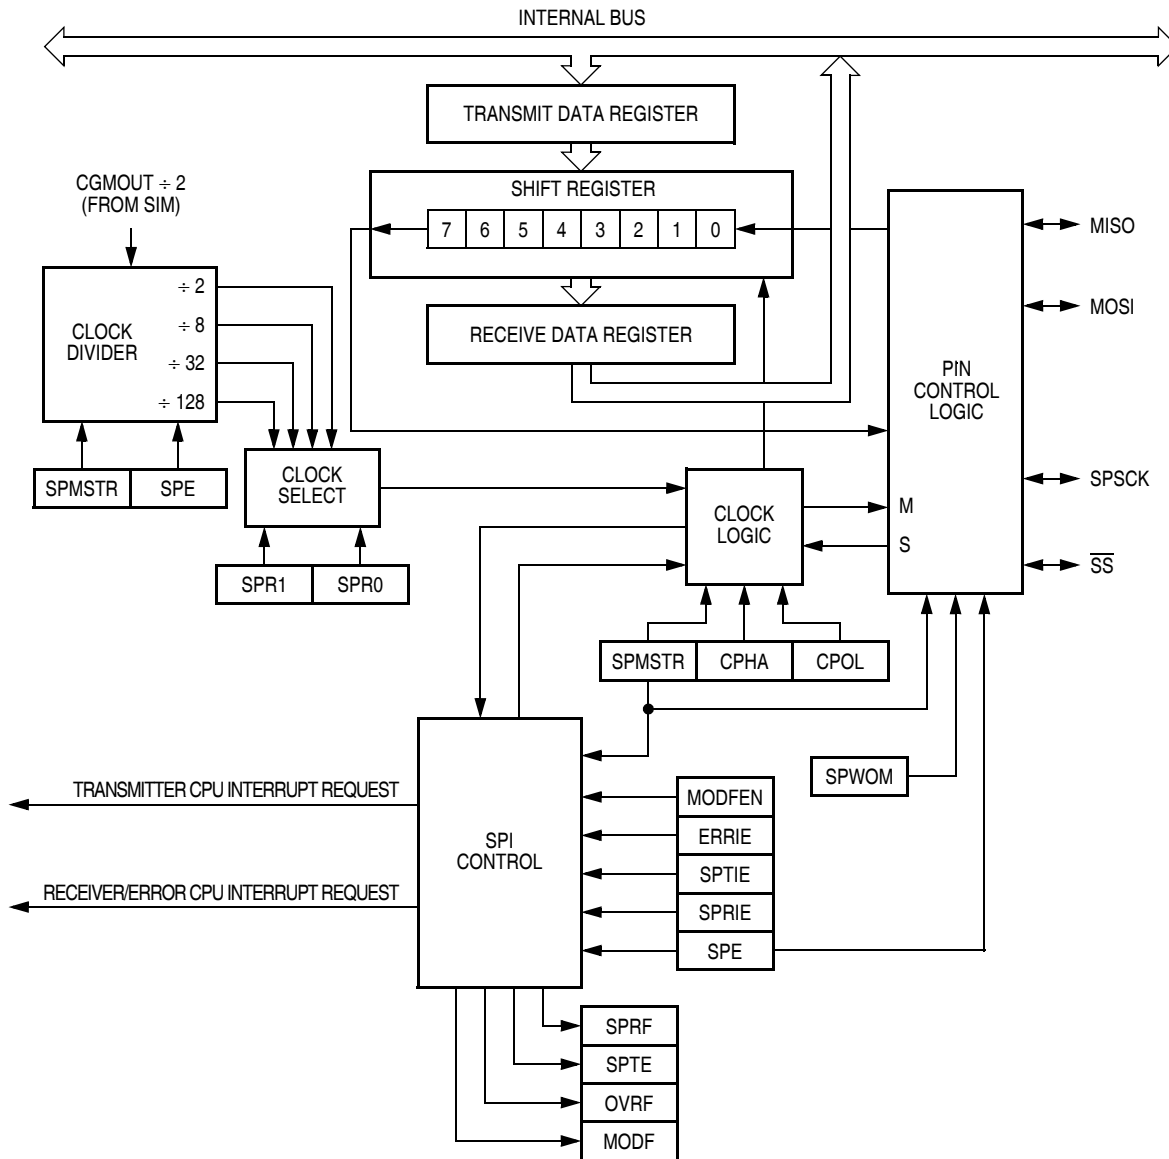 INTERNAL BUS
TRANSMIT DATA REGISTER
SHIFT REGISTER
7 6 5 4 3 2 1 0
RECEIVE DATA REGISTER
CGMOUT ÷ 2
(FROM SIM)
CLOCK
DIVIDER
÷ 2
÷ 8
÷ 32
÷ 128
SPMSTR SPE
CLOCK
SELECT
SPR1 SPR0
CLOCK
LOGIC
PIN
CONTROL
LOGIC
M
S
MISO
MOSI
SPSCK
SS
SPMSTR CPHA CPOL
SPWOM
TRANSMITTER CPU INTERRUPT REQUEST
RECEIVER/ERROR CPU INTERRUPT REQUEST
SPI
CONTROL
MODFEN
ERRIE
SPTIE
SPRIE
SPE
SPRF
SPTE
OVRF
MODF